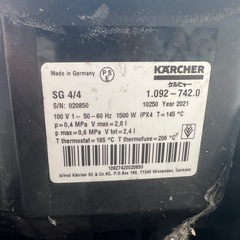 Made in Germany
KÄRCHER
ケルヒャー
SG 4/4
1.092-742.0
S/N: 020850
10250 Year 2021
100 V 1~ 50-60 Hz 1500 W IPX4 T=145 °C
p=0,4 MPa V max=2,0 l
p max=0,6 MPa V tot=2,4 l
T thermostat=165 °C Thermofuse=206 °C
10927420020850
Alfred Kärcher SE & Co. KG, P.O Box 160, 71349 Winnenden, Germany